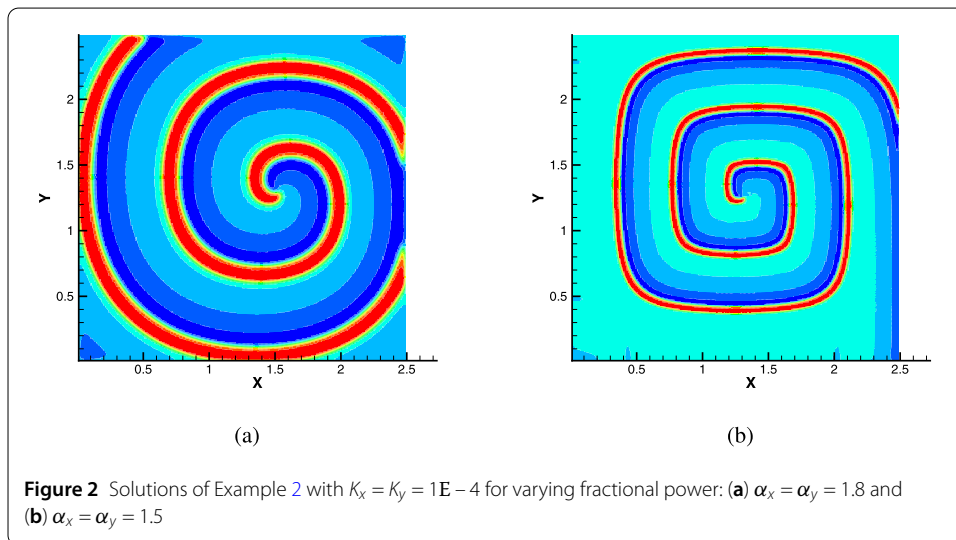 2
1.5
1
0.5
Y
0.5 1 1.5 2 2.5
X
(a)
2
1.5
1
0.5
Y
0.5 1 1.5 2 2.5
X
(b)
Figure 2 Solutions of Example 2 with Kx = Ky = 1E – 4 for varying fractional power: (a) αx = αy = 1.8 and
(b) αx = αy = 1.5